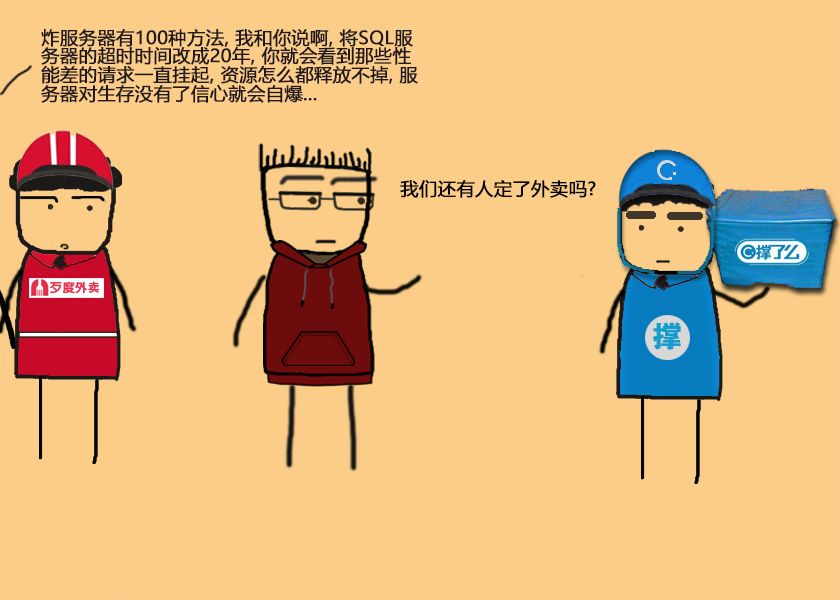 炸服务器有100种方法, 我和你说啊, 将SQL服
务器的超时时间改成20年, 你就会看到那些性
能差的请求一直挂起, 资源怎么都释放不掉, 服
务器对生存没有了信心就会自爆...
我们还有人定了外卖吗?
歹度外卖
撑了么
撑